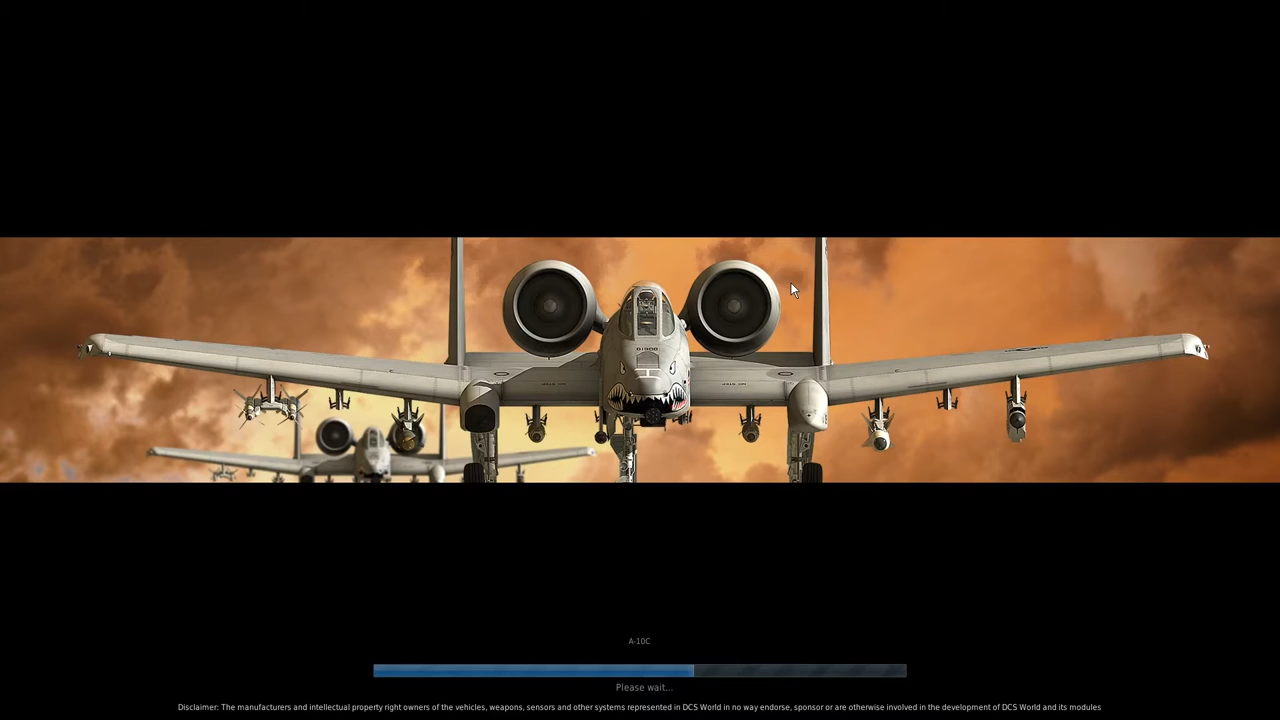 A-10C
Please wait...
Disclaimer: The manufacturers and intellectual property right owners of the vehicles, weapons, sensors and other systems represented in DCS World in no way endorse, sponsor or are otherwise involved in the development of DCS World and its modules